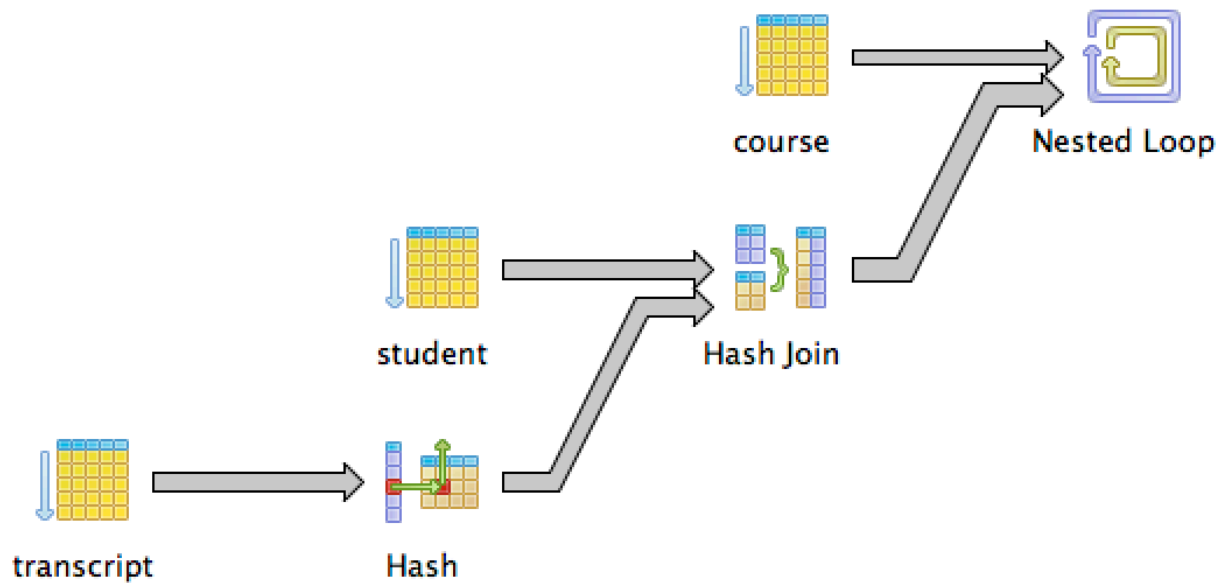 course
Nested Loop
student
Hash Join
transcript
Hash